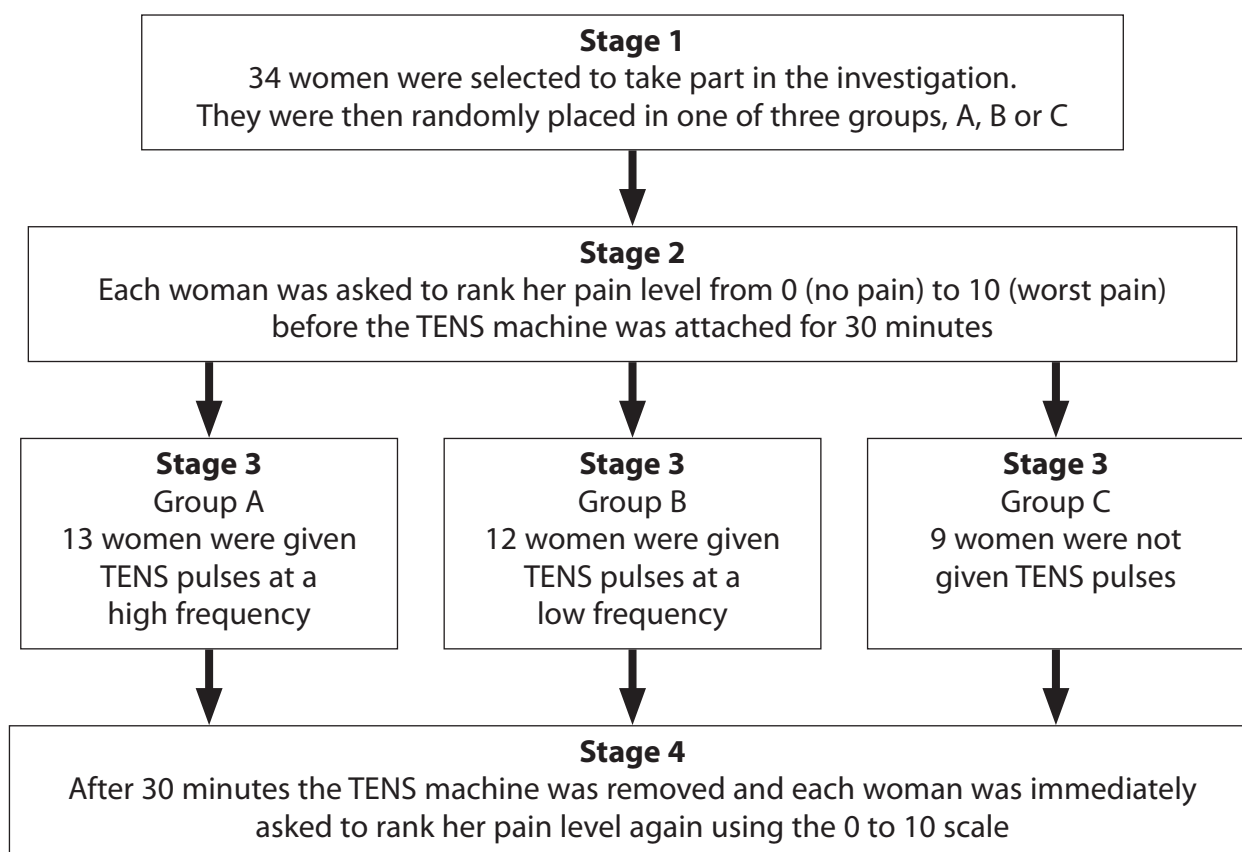 Stage 1
34 women were selected to take part in the investigation.
They were then randomly placed in one of three groups, A, B or C
Stage 2
Each woman was asked to rank her pain level from 0 (no pain) to 10 (worst pain)
before the TENS machine was attached for 30 minutes
Stage 3
Group A
13 women were given
TENS pulses at a
high frequency
Stage 3
Group B
12 women were given
TENS pulses at a
low frequency
Stage 3
Group C
9 women were not
given TENS pulses
Stage 4
After 30 minutes the TENS machine was removed and each woman was immediately
asked to rank her pain level again using the 0 to 10 scale